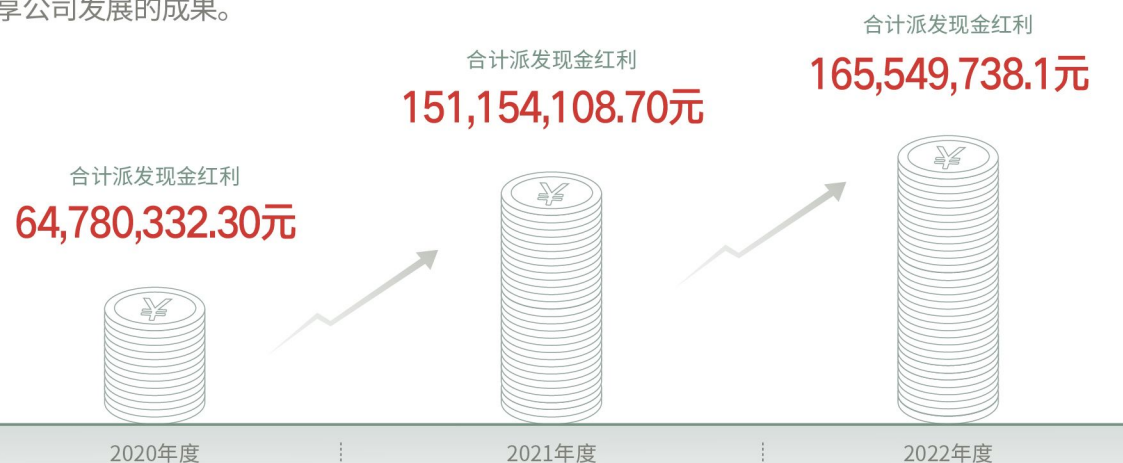 享公司发展的成果。
合计派发现金红利
165,549,738.1元
合计派发现金红利
151,154,108.70元
合计派发现金红利
64,780,332.30元
¥
¥
¥
2020年度
2021年度
2022年度